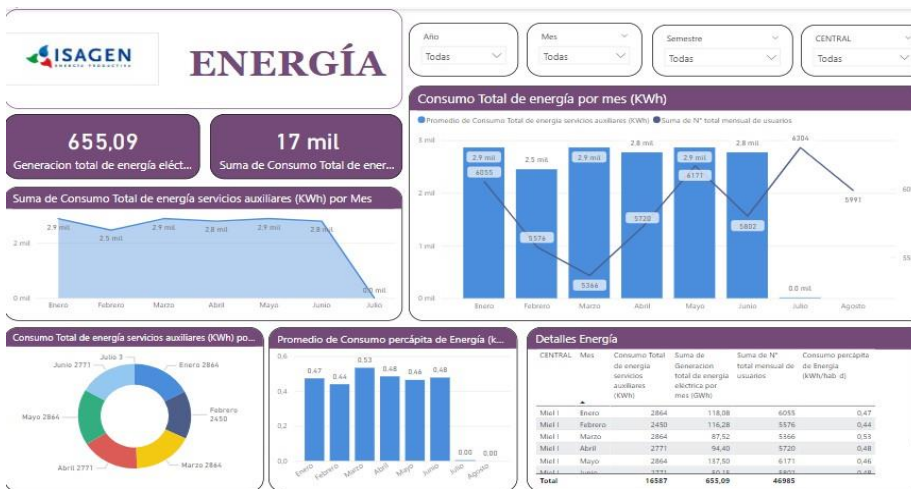 ISAGEN
ENERGÍA PRODUCTIVA
ENERGÍA
Año
Todas
Mes
Todas
Semestre
Todas
CENTRAL
Todas
655,09
Generacion total de energía eléct...
17 mil
Suma de Consumo Total de ener...
Suma de Consumo Total de energía servicios auxiliares (KWh) por Mes
2 mil
0 mil
2.9 mil
2.5 mil
2.9 mil
2.8 mil
2.9 mil
2.8 mil
0.0 mil
Enero
Febrero
Marzo
Abril
Mayo
Junio
Julio
Consumo Total de energía por mes (KWh)
Promedio de Consumo Total de energía servicios auxiliares (KWh)
Suma de N° total mensual de usuarios
3 mil
2 mil
1 mil
0 mil
2.9 mil
2.5 mil
2.9 mil
2.8 mil
2.9 mil
2.8 mil
0.0 mil
6055
5576
5366
5720
6171
5802
6304
5991
Enero
Febrero
Marzo
Abril
Mayo
Junio
Julio
Agosto
Consumo Total de energía servicios auxiliares (KWh) po...
Julio 3
Junio 2771
Enero 2864
Mayo 2864
Febrero
2450
Abril 2771
Marzo 2864
Promedio de Consumo percápita de Energía (k...
0,6
0,4
0,2
0,0
0.47
0.44
0.53
0.48
0.46
0.48
0.00
0.00
Enero
Febrero
Marzo
Abril
Mayo
Junio
Julio
Agosto
Detalles Energía
CENTRAL Mes Consumo Total de energía servicios auxiliares (KWh) Suma de Generacion total de energía eléctrica por mes (GWh) Suma de N° total mensual de usuarios Consumo percápita de Energía (kWh/hab d)
Miel I Enero 2864 118,08 6055 0,47
Miel I Febrero 2450 116,28 5576 0,44
Miel I Marzo 2864 87,52 5366 0,53
Miel I Abril 2771 94,40 5720 0,48
Miel I Mayo 2864 137,50 6171 0,46
Total 16587 655,09 46985